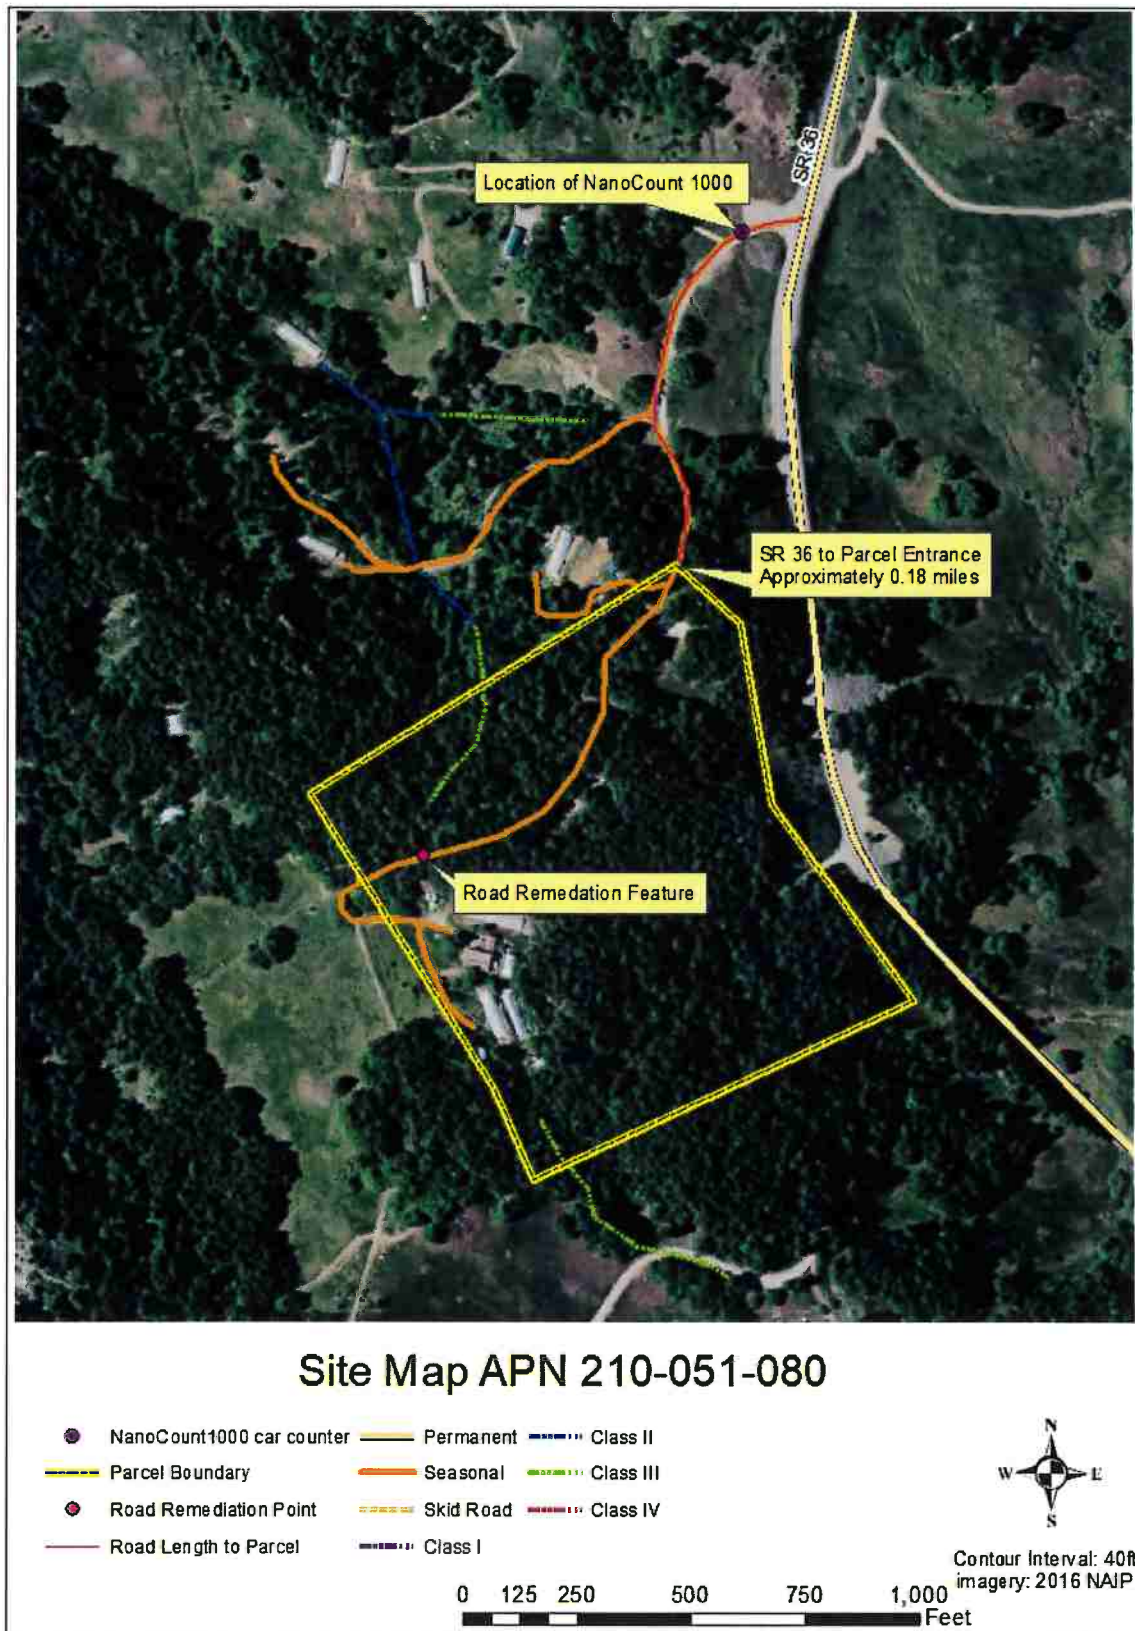 SR 36
Location of NanoCount 1000
SR 36 to Parcel Entrance
Approximately 0.18 miles
Road Remedation Feature
Site Map APN 210-051-080
NanoCount1000 car counter
Parcel Boundary
Road Remediation Point
Road Length to Parcel
Permanent
Seasonal
Skid Road
Class I
Class II
Class III
Class IV
N
W E
S
Contour Interval: 40ft
imagery: 2016 NAIP
0 125 250 500 750 1,000
Feet